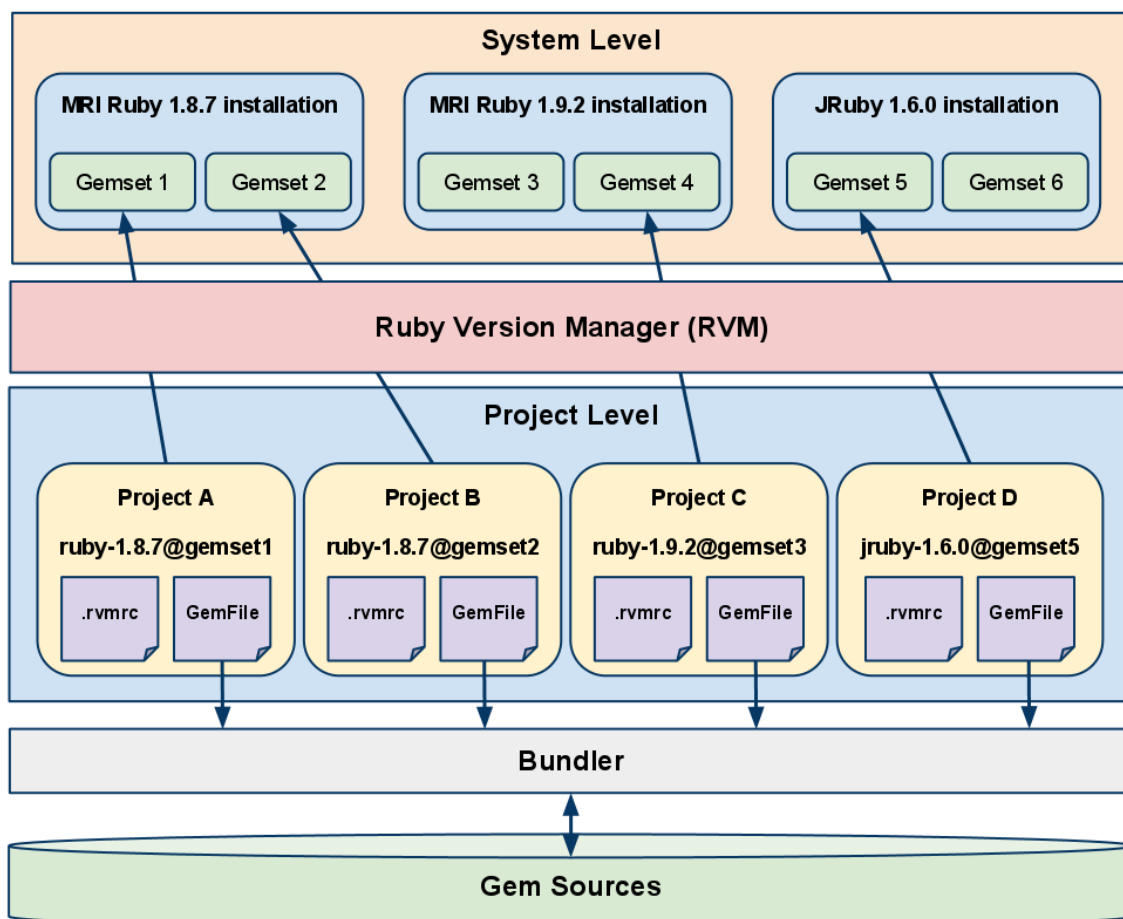 System Level
MRI Ruby 1.8.7 installation
MRI Ruby 1.9.2 installation
JRuby 1.6.0 installation
Gemset 1
Gemset 2
Gemset 3
Gemset 4
Gemset 5
Gemset 6
Ruby Version Manager (RVM)
Project Level
Project A
ruby-1.8.7@gemset1
.rvmrc
GemFile
Project B
ruby-1.8.7@gemset2
.rvmrc
GemFile
Project C
ruby-1.9.2@gemset3
.rvmrc
GemFile
Project D
jruby-1.6.0@gemset5
.rvmrc
GemFile
Bundler
Gem Sources